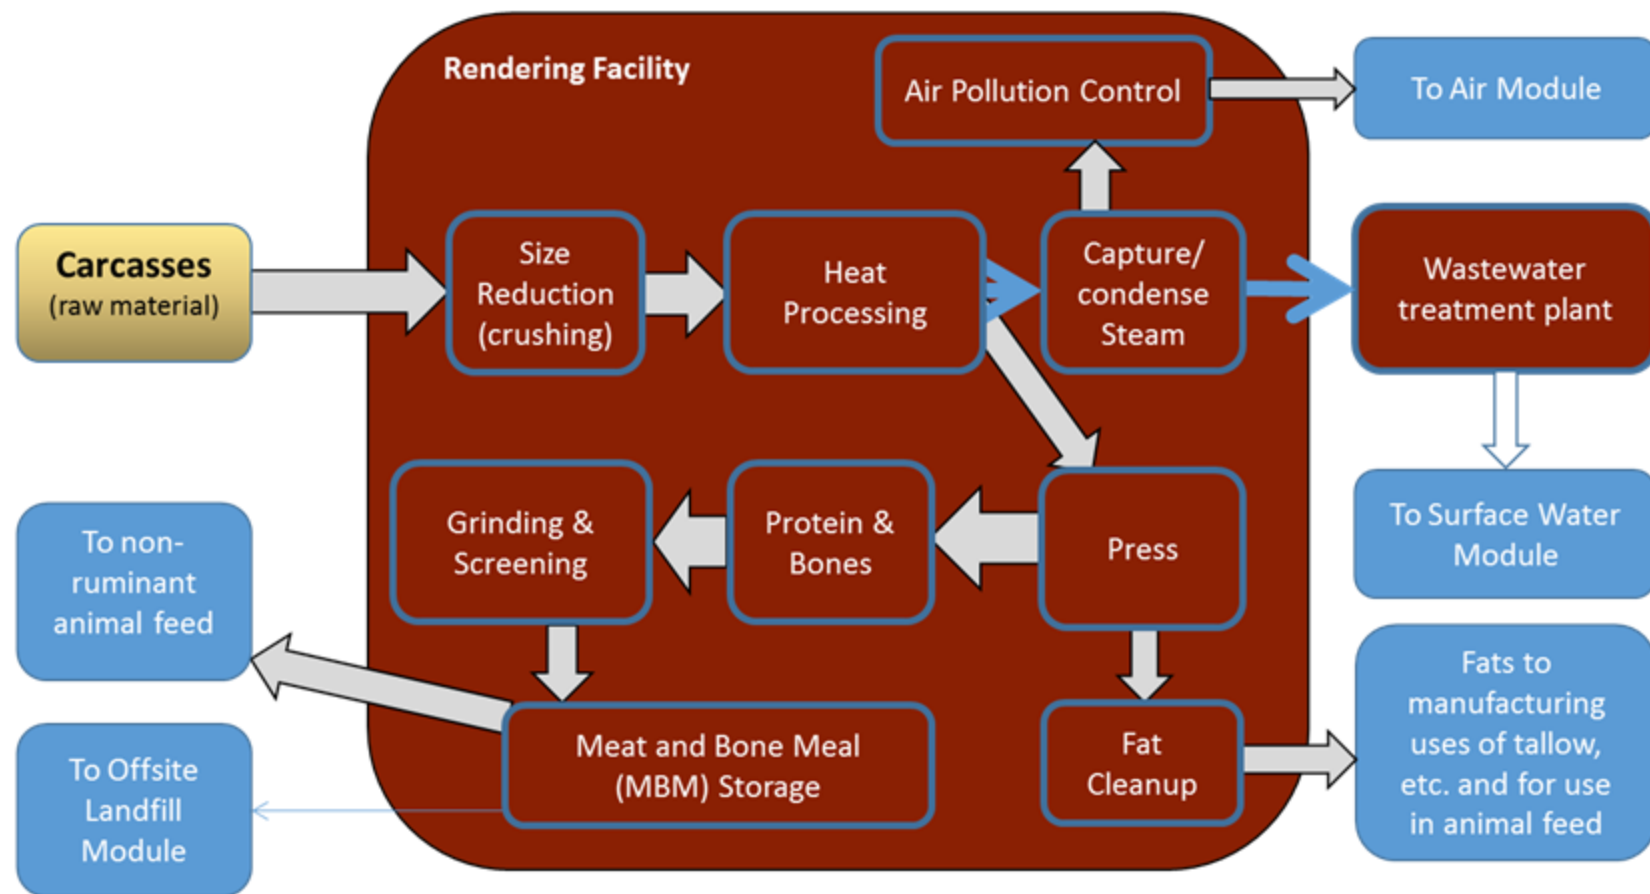 Rendering Facility
Air Pollution Control
To Air Module
Carcasses
(raw material)
Size
Reduction
(crushing)
Heat
Processing
Capture/
condense
Steam
Wastewater
treatment plant
To non-
ruminant
animal feed
Grinding &
Screening
Protein &
Bones
Press
To Surface Water
Module
To Offsite
Landfill
Module
Meat and Bone Meal
(MBM) Storage
Fat
Cleanup
Fats to
manufacturing
uses of tallow,
etc. and for use
in animal feed